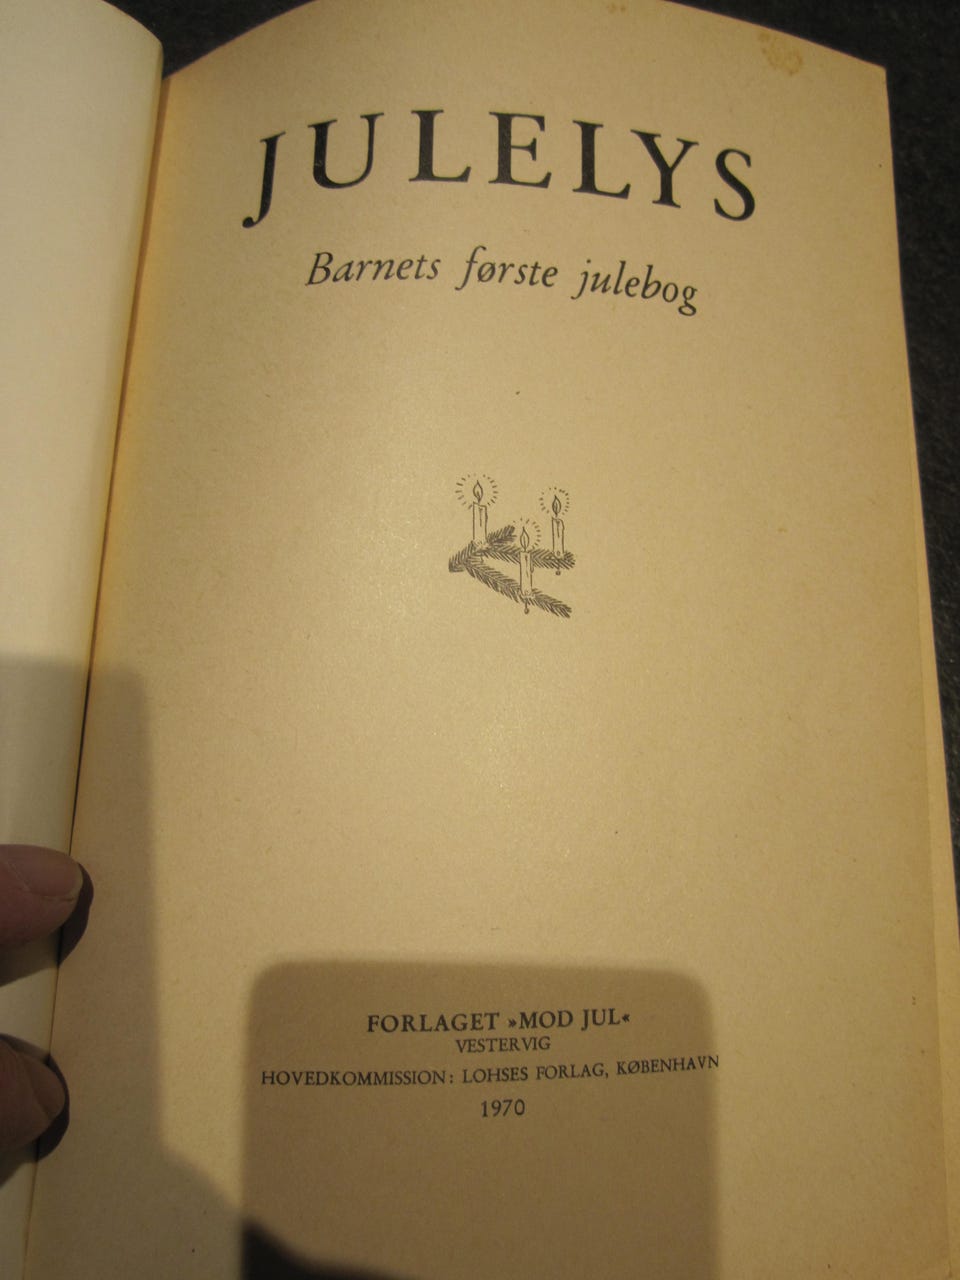 JULELYS
Barnets første julebog
FORLAGET »MOD JUL«
VESTERVIG
HOVEDKOMMISSION: LOHSES FORLAG, KØBENHAVN
1970